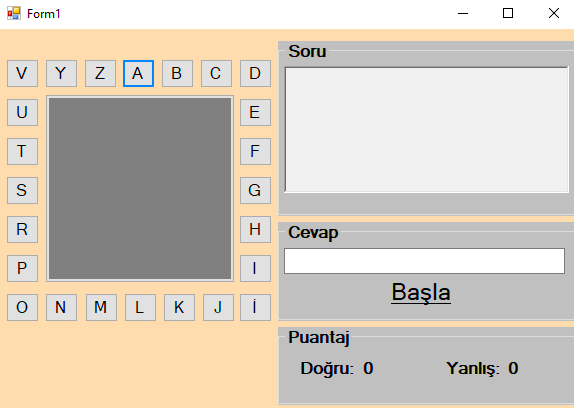 Form1
V Y Z A B C D
U E
T F
S G
R H
P I
O N M L K J İ
Soru
Cevap
Başla
Puantaj
Doğru: 0 Yanlış: 0